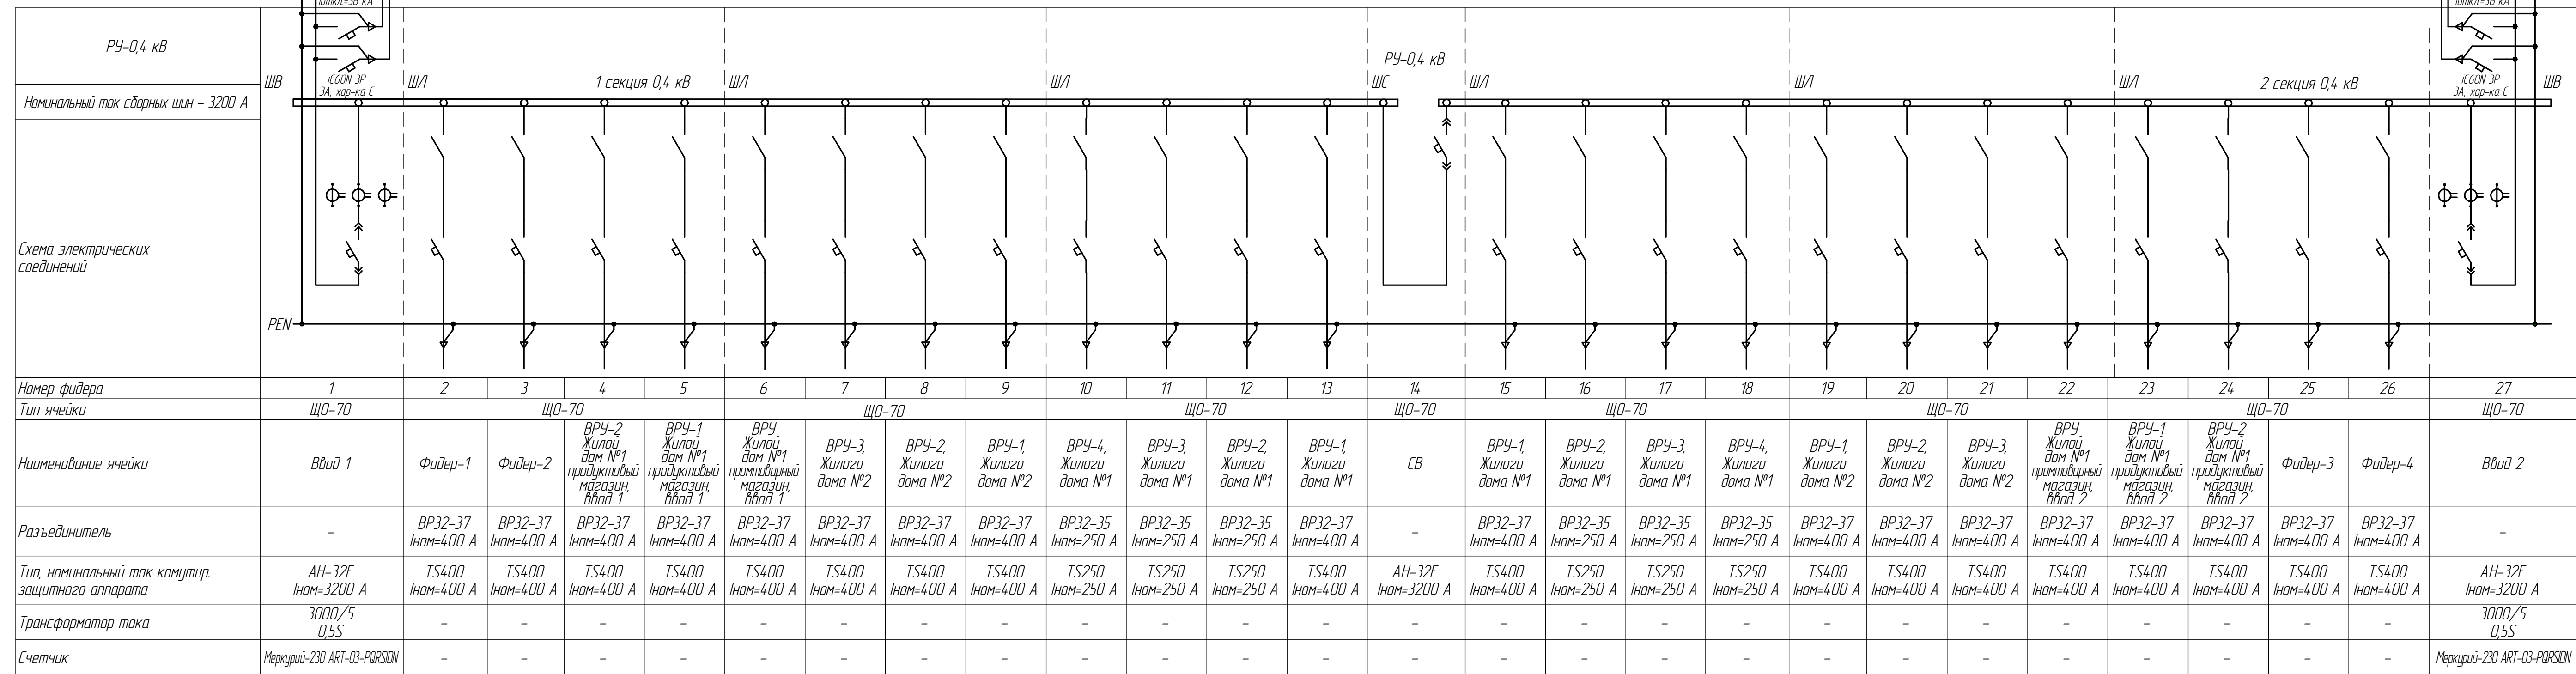 Iоткл=36 кА
Iоткл=36 кА
РУ-0,4 кВ
iC60N 3P
3А, хар-ка С
ШВ
ШЛ
1 секция 0,4 кВ
ШЛ
ШЛ
РУ-0,4 кВ
ШС
ШЛ
ШЛ
ШЛ
2 секция 0,4 кВ
iC60N 3P
3А, хар-ка С
ШВ
Номинальный ток сборных шин - 3200 А
Схема электрических
соединений
PEN
Номер фидера 1 2 3 4 5 6 7 8 9 10 11 12 13 14 15 16 17 18 19 20 21 22 23 24 25 26 27
Тип ячейки ЩО-70 ЩО-70 ЩО-70 ЩО-70 ЩО-70 ЩО-70 ЩО-70 ЩО-70 ЩО-70
Наименование ячейки
Ввод 1
Фидер-1
Фидер-2
ВРУ-2
Жилой
дом №1
продуктовый
магазин,
ввод 1
ВРУ-1
Жилой
дом №1
продуктовый
магазин,
ввод 1
ВРУ
Жилой
дом №1
промтоварный
магазин,
ввод 1
ВРУ-3,
Жилого
дома №2
ВРУ-2,
Жилого
дома №2
ВРУ-1,
Жилого
дома №2
ВРУ-4,
Жилого
дома №1
ВРУ-3,
Жилого
дома №1
ВРУ-2,
Жилого
дома №1
ВРУ-1,
Жилого
дома №1
СВ
ВРУ-1,
Жилого
дома №1
ВРУ-2,
Жилого
дома №1
ВРУ-3,
Жилого
дома №1
ВРУ-4,
Жилого
дома №1
ВРУ-1,
Жилого
дома №2
ВРУ-2,
Жилого
дома №2
ВРУ-3,
Жилого
дома №2
ВРУ
Жилой
дом №1
промтоварный
магазин,
ввод 2
ВРУ-1
Жилой
дом №1
продуктовый
магазин,
ввод 2
ВРУ-2
Жилой
дом №1
продуктовый
магазин,
ввод 2
Фидер-3
Фидер-4
Ввод 2
Разъединитель
-
ВР32-37
Iном=400 А
ВР32-37
Iном=400 А
ВР32-37
Iном=400 А
ВР32-37
Iном=400 А
ВР32-37
Iном=400 А
ВР32-37
Iном=400 А
ВР32-37
Iном=400 А
ВР32-37
Iном=400 А
ВР32-35
Iном=250 А
ВР32-35
Iном=250 А
ВР32-35
Iном=250 А
ВР32-37
Iном=400 А
-
ВР32-37
Iном=400 А
ВР32-35
Iном=250 А
ВР32-35
Iном=250 А
ВР32-35
Iном=250 А
ВР32-37
Iном=400 А
ВР32-37
Iном=400 А
ВР32-37
Iном=400 А
ВР32-37
Iном=400 А
ВР32-37
Iном=400 А
ВР32-37
Iном=400 А
ВР32-37
Iном=400 А
ВР32-37
Iном=400 А
-
Тип, номинальный ток комутир.
защитного аппарата
АН-32Е
Iном=3200 А
TS400
Iном=400 А
TS400
Iном=400 А
TS400
Iном=400 А
TS400
Iном=400 А
TS400
Iном=400 А
TS400
Iном=400 А
TS400
Iном=400 А
TS400
Iном=400 А
TS250
Iном=250 А
TS250
Iном=250 А
TS250
Iном=250 А
TS400
Iном=400 А
АН-32Е
Iном=3200 А
TS400
Iном=400 А
TS250
Iном=250 А
TS250
Iном=250 А
TS250
Iном=250 А
TS400
Iном=400 А
TS400
Iном=400 А
TS400
Iном=400 А
TS400
Iном=400 А
TS400
Iном=400 А
TS400
Iном=400 А
TS400
Iном=400 А
TS400
Iном=400 А
АН-32Е
Iном=3200 А
Трансформатор тока
3000/5
0,5S
- - - - - - - - - - - - - - - - - - - - - - - - -
3000/5
0,5S
Счетчик Меркурий-230 ART-03-PQRSIDN - - - - - - - - - - - - - - - - - - - - - - - - - Меркурий-230 ART-03-PQRSIDN